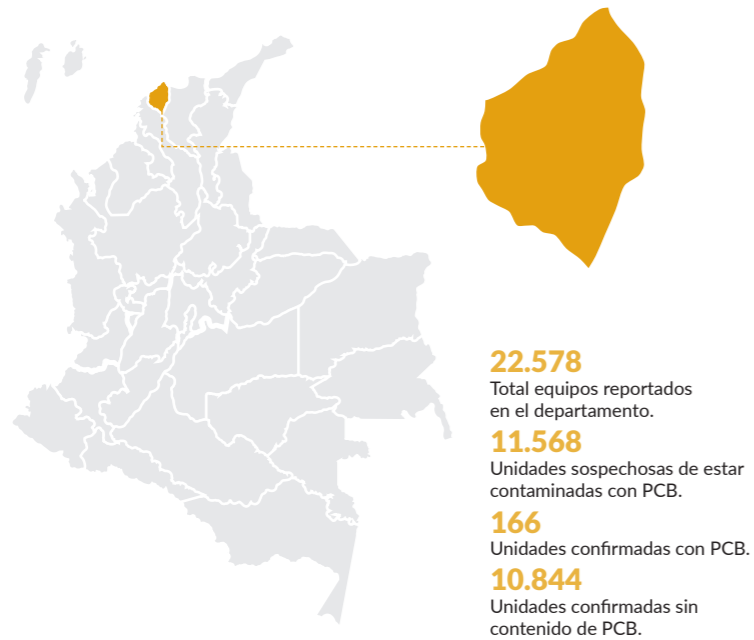 22.578
Total equipos reportados
en el departamento.
11.568
Unidades sospechosas de estar
contaminadas con PCB.
166
Unidades confirmadas con PCB.
10.844
Unidades confirmadas sin
contenido de PCB.